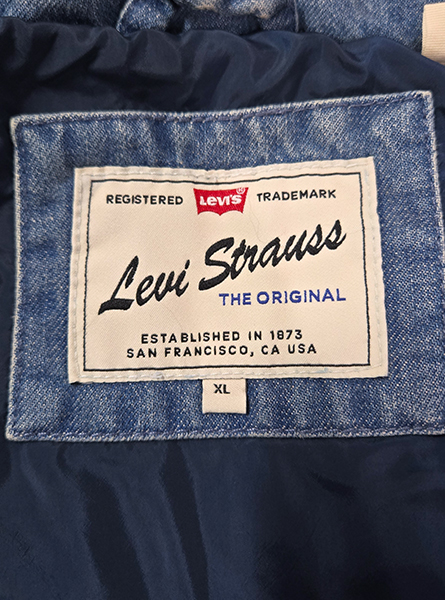 REGISTERED Levi's® TRADEMARK
Levi Strauss
THE ORIGINAL
ESTABLISHED IN 1873
SAN FRANCISCO, CA USA
XL